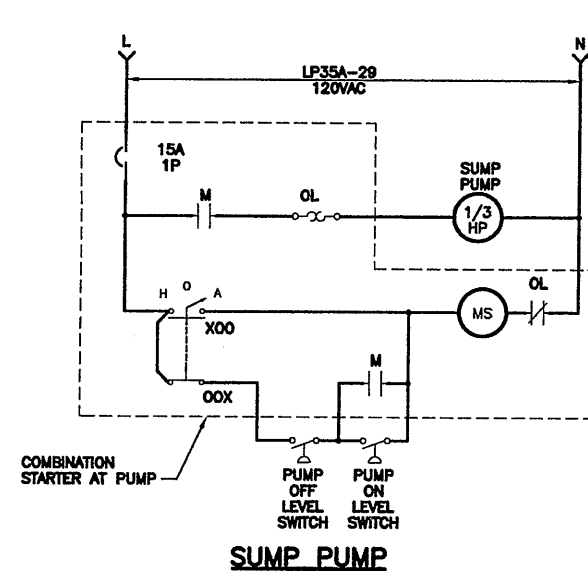 L
N
LP35A-29
120VAC
15A
1P
M
OL
SUMP
PUMP
1/3
HP
H
O
A
XOO
MS
OL
M
OOX
COMBINATION
STARTER AT PUMP
PUMP
OFF
LEVEL
SWITCH
PUMP
ON
LEVEL
SWITCH
SUMP PUMP